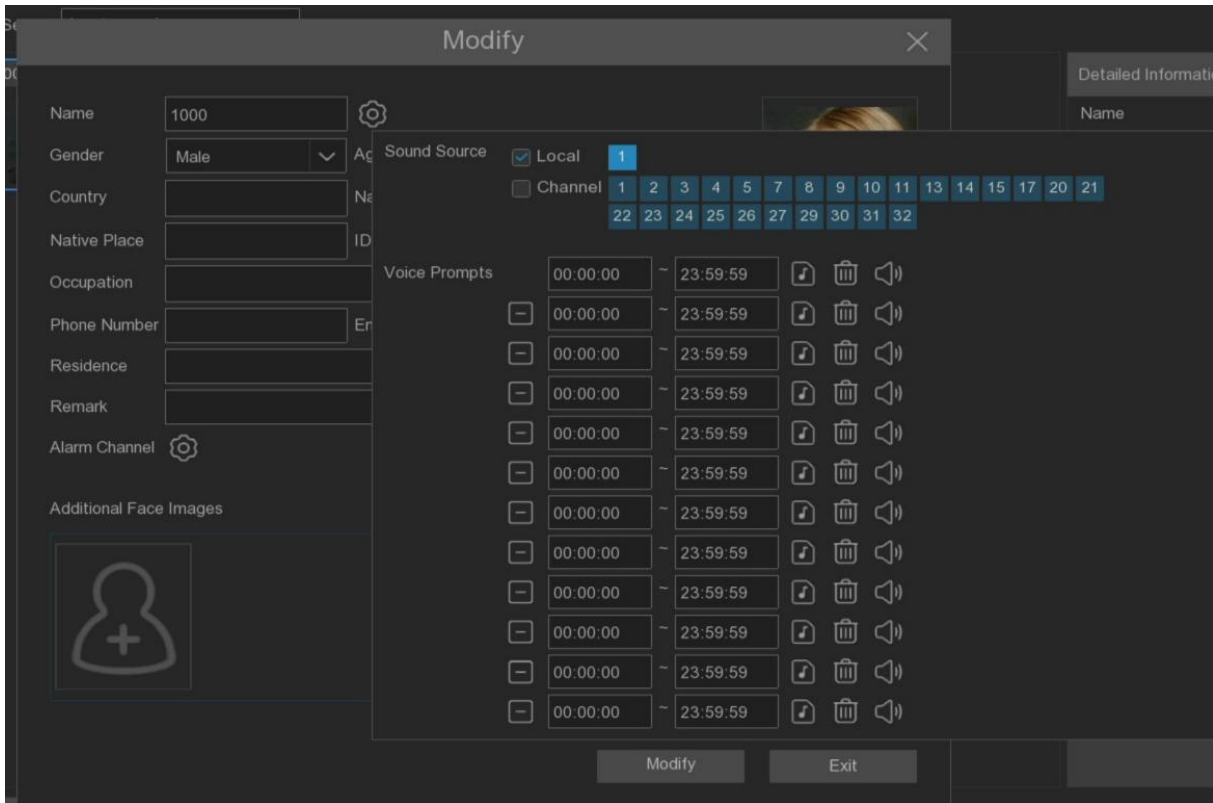 Modify
Detailed Informati
Name 1000
Name
Gender Male
Sound Source Local 1
Country
Channel 1 2 3 4 5 7 8 9 10 11 13 14 15 17 20 21
22 23 24 25 26 27 29 30 31 32
Native Place ID
Occupation
Voice Prompts 00:00:00 ~ 23:59:59
Phone Number
00:00:00 ~ 23:59:59
Residence
00:00:00 ~ 23:59:59
Remark
00:00:00 ~ 23:59:59
Alarm Channel
00:00:00 ~ 23:59:59
00:00:00 ~ 23:59:59
Additional Face Images
00:00:00 ~ 23:59:59
00:00:00 ~ 23:59:59
00:00:00 ~ 23:59:59
00:00:00 ~ 23:59:59
00:00:00 ~ 23:59:59
00:00:00 ~ 23:59:59
Modify Exit